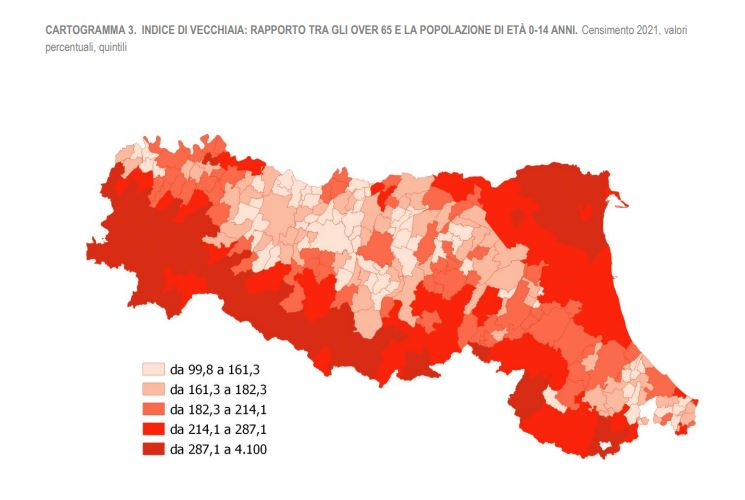 CARTOGRAMMA 3. INDICE DI VECCHIAIA: RAPPORTO TRA GLI OVER 65 E LA POPOLAZIONE DI ETÀ 0-14 ANNI. Censimento 2021, valori
percentuali, quintili
da 99,8 a 161,3
da 161,3 a 182,3
da 182,3 a 214,1
da 214,1 a 287,1
da 287,1 a 4.100